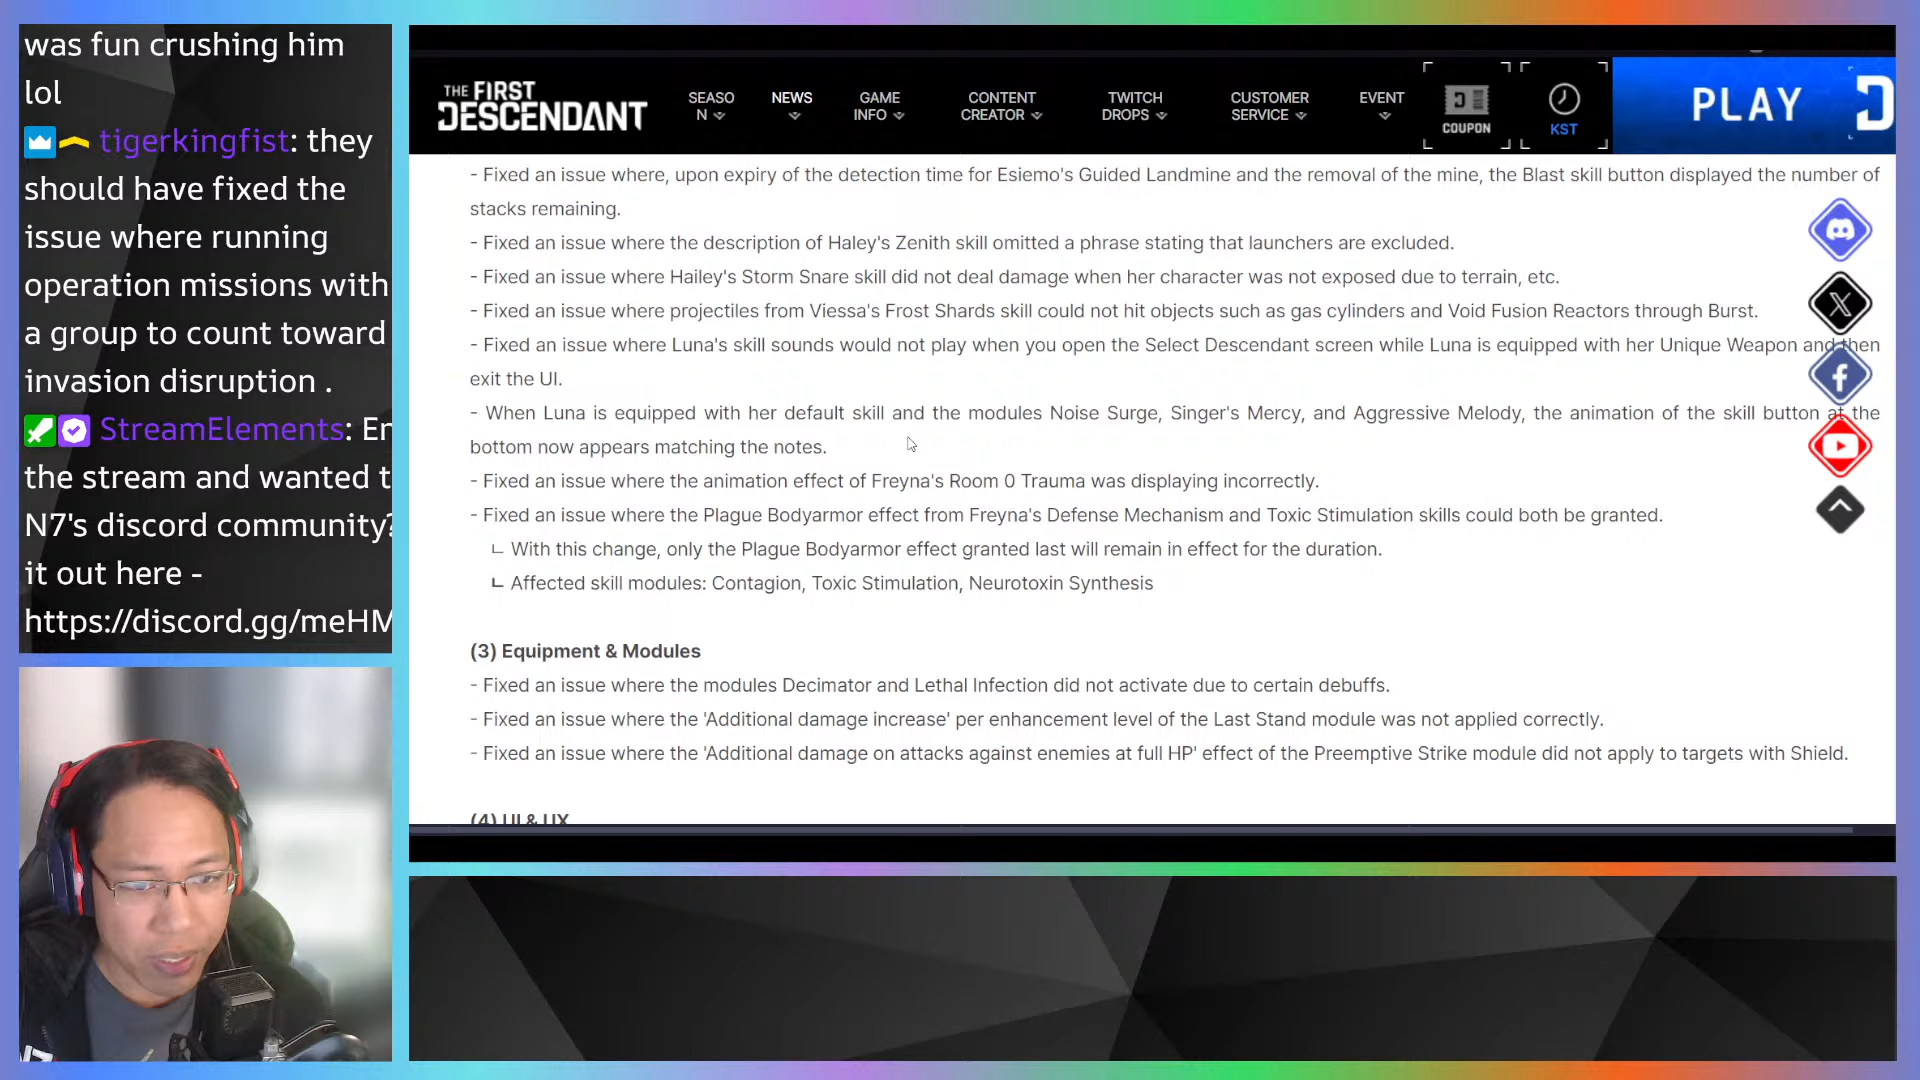 was fun crushing him
lol
tigerkingfist: they
should have fixed the
issue where running
operation missions with
a group to count toward
invasion disruption .
StreamElements: En
the stream and wanted t
N7's discord community?
it out here -
https://discord.gg/meHM
THE FIRST
DESCENDANT
SEASO
N
NEWS
GAME
INFO
CONTENT
CREATOR
TWITCH
DROPS
CUSTOMER
SERVICE
EVENT
COUPON
KST
PLAY
- Fixed an issue where, upon expiry of the detection time for Esiemo's Guided Landmine and the removal of the mine, the Blast skill button displayed the number of
stacks remaining.
- Fixed an issue where the description of Haley's Zenith skill omitted a phrase stating that launchers are excluded.
- Fixed an issue where Hailey's Storm Snare skill did not deal damage when her character was not exposed due to terrain, etc.
- Fixed an issue where projectiles from Viessa's Frost Shards skill could not hit objects such as gas cylinders and Void Fusion Reactors through Burst.
- Fixed an issue where Luna's skill sounds would not play when you open the Select Descendant screen while Luna is equipped with her Unique Weapon and then
exit the UI.
- When Luna is equipped with her default skill and the modules Noise Surge, Singer's Mercy, and Aggressive Melody, the animation of the skill button at the
bottom now appears matching the notes.
- Fixed an issue where the animation effect of Freyna's Room 0 Trauma was displaying incorrectly.
- Fixed an issue where the Plague Bodyarmor effect from Freyna's Defense Mechanism and Toxic Stimulation skills could both be granted.
ㄴ With this change, only the Plague Bodyarmor effect granted last will remain in effect for the duration.
ㄴ Affected skill modules: Contagion, Toxic Stimulation, Neurotoxin Synthesis
(3) Equipment & Modules
- Fixed an issue where the modules Decimator and Lethal Infection did not activate due to certain debuffs.
- Fixed an issue where the 'Additional damage increase' per enhancement level of the Last Stand module was not applied correctly.
- Fixed an issue where the 'Additional damage on attacks against enemies at full HP' effect of the Preemptive Strike module did not apply to targets with Shield.
(4) UI & UX